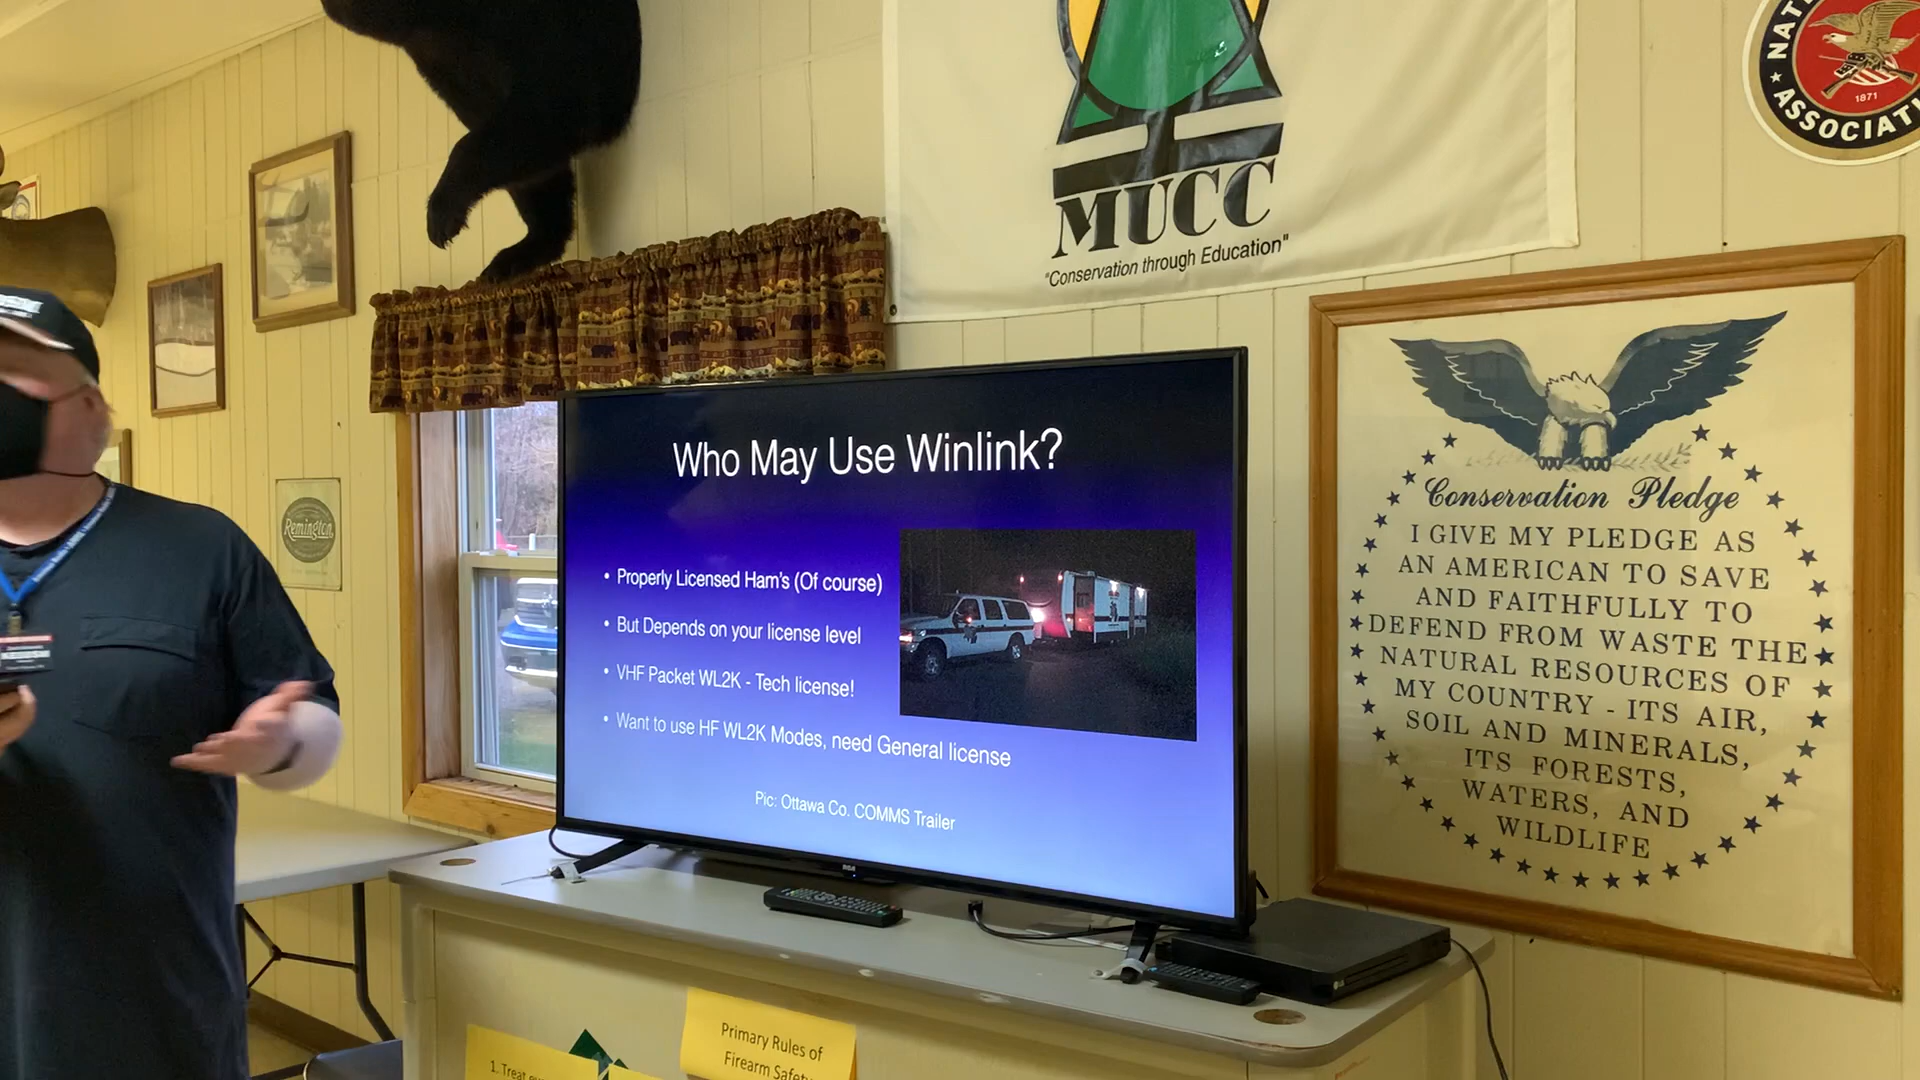 MUCC
"Conservation through Education"
NAT
ASSOCIATI
1871
Remington
Who May Use Winlink?
• Properly Licensed Ham's (Of course)
• But Depends on your license level
• VHF Packet WL2K - Tech license!
• Want to use HF WL2K Modes, need General license
Pic: Ottawa Co. COMMS Trailer
RCA
Conservation Pledge
I GIVE MY PLEDGE AS
AN AMERICAN TO SAVE
AND FAITHFULLY TO
DEFEND FROM WASTE THE
NATURAL RESOURCES OF
MY COUNTRY - ITS AIR,
SOIL AND MINERALS,
ITS FORESTS,
WATERS, AND
WILDLIFE
Primary Rules of
Firearm Safety
1. Treat